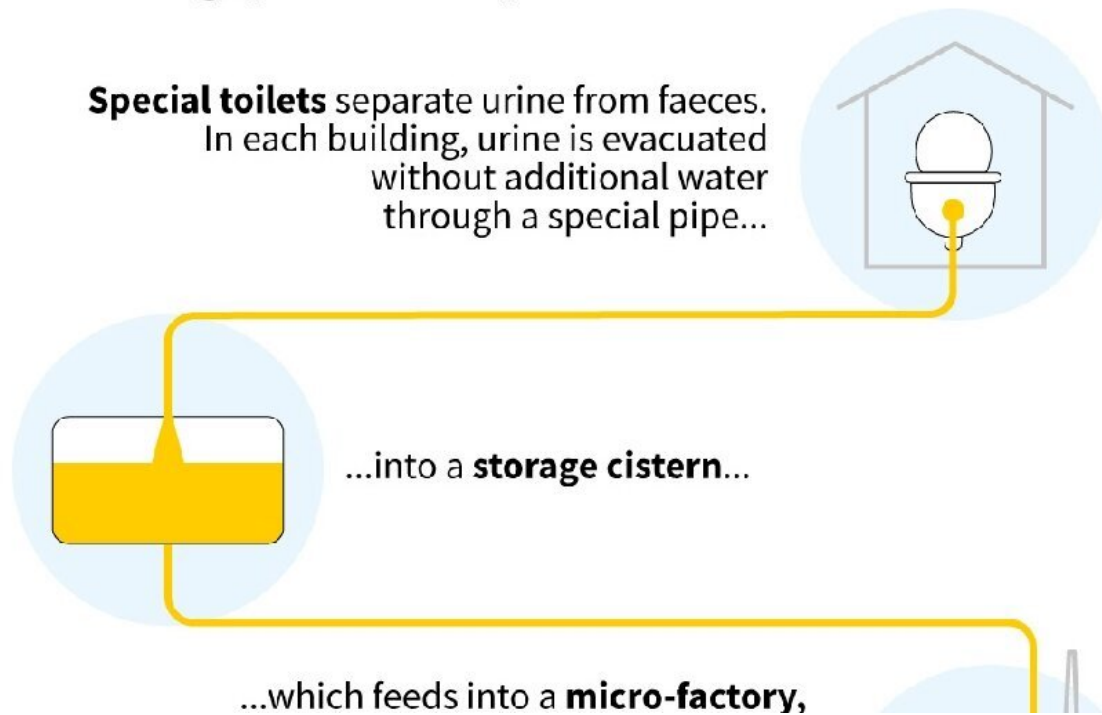 Special toilets separate urine from faeces.
In each building, urine is evacuated
without additional water
through a special pipe...
...into a storage cistern...
...which feeds into a micro-factory,